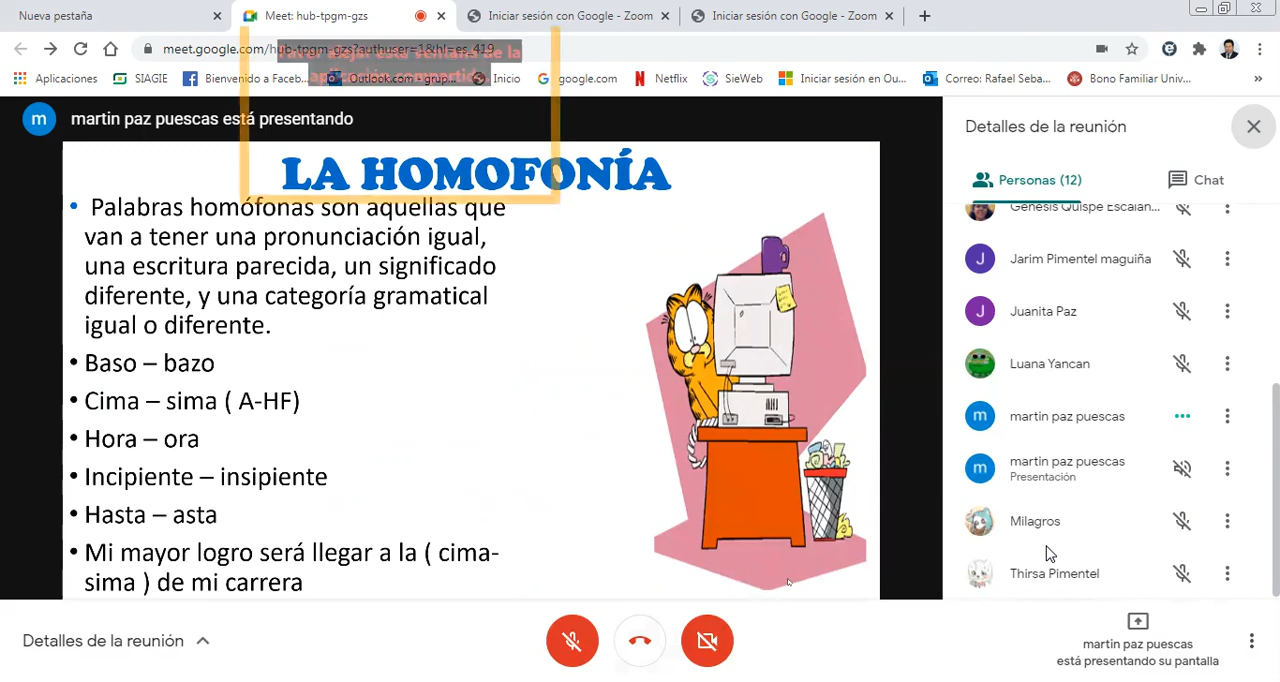 Nueva pestaña
Meet: hub-tpgm-gzs
Iniciar sesión con Google - Zoom
Iniciar sesión con Google - Zoom
meet.google.com/hub-tpgm-gzs?authuser=1&hl=es_419
Aplicaciones
SIAGIE
Bienvenido a Faceb...
Outlook.com - grup...
Inicio
google.com
Netflix
SieWeb
Iniciar sesión en Ou...
Correo: Rafael Seba...
Bono Familiar Univ...
»
m
martin paz puescas está presentando
LA HOMOFONÍA
• Palabras homófonas son aquellas que
van a tener una pronunciación igual,
una escritura parecida, un significado
diferente, y una categoría gramatical
igual o diferente.
• Baso – bazo
• Cima – sima ( A-HF)
• Hora – ora
• Incipiente – insipiente
• Hasta – asta
• Mi mayor logro será llegar a la ( cima-
sima ) de mi carrera
Detalles de la reunión
Personas (12)
Chat
Genesis Quispe Escalan...
J
Jarim Pimentel maguiña
J
Juanita Paz
Luana Yancan
m
martin paz puescas
m
martin paz puescas
Presentación
Milagros
Thirsa Pimentel
Detalles de la reunión
martin paz puescas
está presentando su pantalla